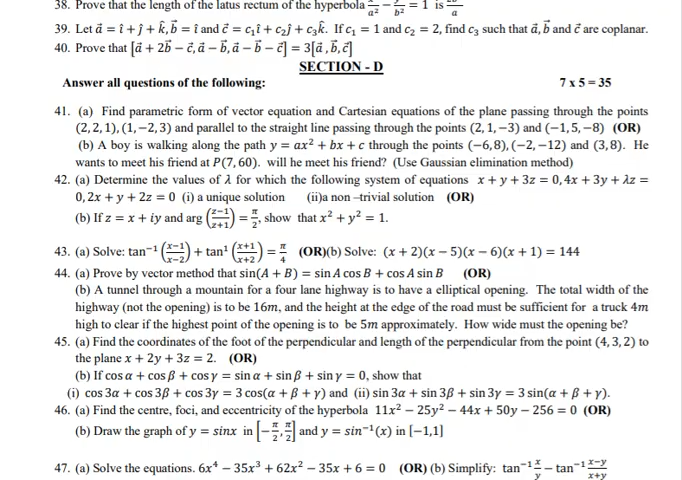 38. Prove that the length of the latus rectum of the hyperbola x²/a² − y²/b² = 1 is 2b²/a
39. Let a⃗ = î + ĵ + k̂, b⃗ = î and c⃗ = c₁î + c₂ĵ + c₃k̂. If c₁ = 1 and c₂ = 2, find c₃ such that a⃗, b⃗ and c⃗ are coplanar.
40. Prove that [a⃗ + 2b⃗ − c⃗, a⃗ − b⃗, a⃗ − b⃗ − c⃗] = 3[a⃗, b⃗, c⃗]
SECTION - D
Answer all questions of the following: 7 x 5 = 35
41. (a) Find parametric form of vector equation and Cartesian equations of the plane passing through the points
(2, 2, 1), (1, −2, 3) and parallel to the straight line passing through the points (2, 1, −3) and (−1, 5, −8) (OR)
(b) A boy is walking along the path y = ax² + bx + c through the points (−6, 8), (−2, −12) and (3, 8). He
wants to meet his friend at P(7, 60). will he meet his friend? (Use Gaussian elimination method)
42. (a) Determine the values of λ for which the following system of equations x + y + 3z = 0, 4x + 3y + λz =
0, 2x + y + 2z = 0 (i) a unique solution (ii)a non –trivial solution (OR)
(b) If z = x + iy and arg ((z−1)/(z+1)) = π/2, show that x² + y² = 1.
43. (a) Solve: tan⁻¹ ((x−1)/(x−2)) + tan¹ ((x+1)/(x+2)) = π/4 (OR)(b) Solve: (x + 2)(x − 5)(x − 6)(x + 1) = 144
44. (a) Prove by vector method that sin(A + B) = sin A cos B + cos A sin B (OR)
(b) A tunnel through a mountain for a four lane highway is to have a elliptical opening. The total width of the
highway (not the opening) is to be 16m, and the height at the edge of the road must be sufficient for a truck 4m
high to clear if the highest point of the opening is to be 5m approximately. How wide must the opening be?
45. (a) Find the coordinates of the foot of the perpendicular and length of the perpendicular from the point (4, 3, 2) to
the plane x + 2y + 3z = 2. (OR)
(b) If cos α + cos β + cos γ = sin α + sin β + sin γ = 0, show that
(i) cos 3α + cos 3β + cos 3γ = 3 cos(α + β + γ) and (ii) sin 3α + sin 3β + sin 3γ = 3 sin(α + β + γ).
46. (a) Find the centre, foci, and eccentricity of the hyperbola 11x² − 25y² − 44x + 50y − 256 = 0 (OR)
(b) Draw the graph of y = sinx in [−π/2, π/2] and y = sin⁻¹(x) in [−1,1]
47. (a) Solve the equations. 6x⁴ − 35x³ + 62x² − 35x + 6 = 0 (OR) (b) Simplify: tan⁻¹ x/y − tan⁻¹ (x−y)/(x+y)